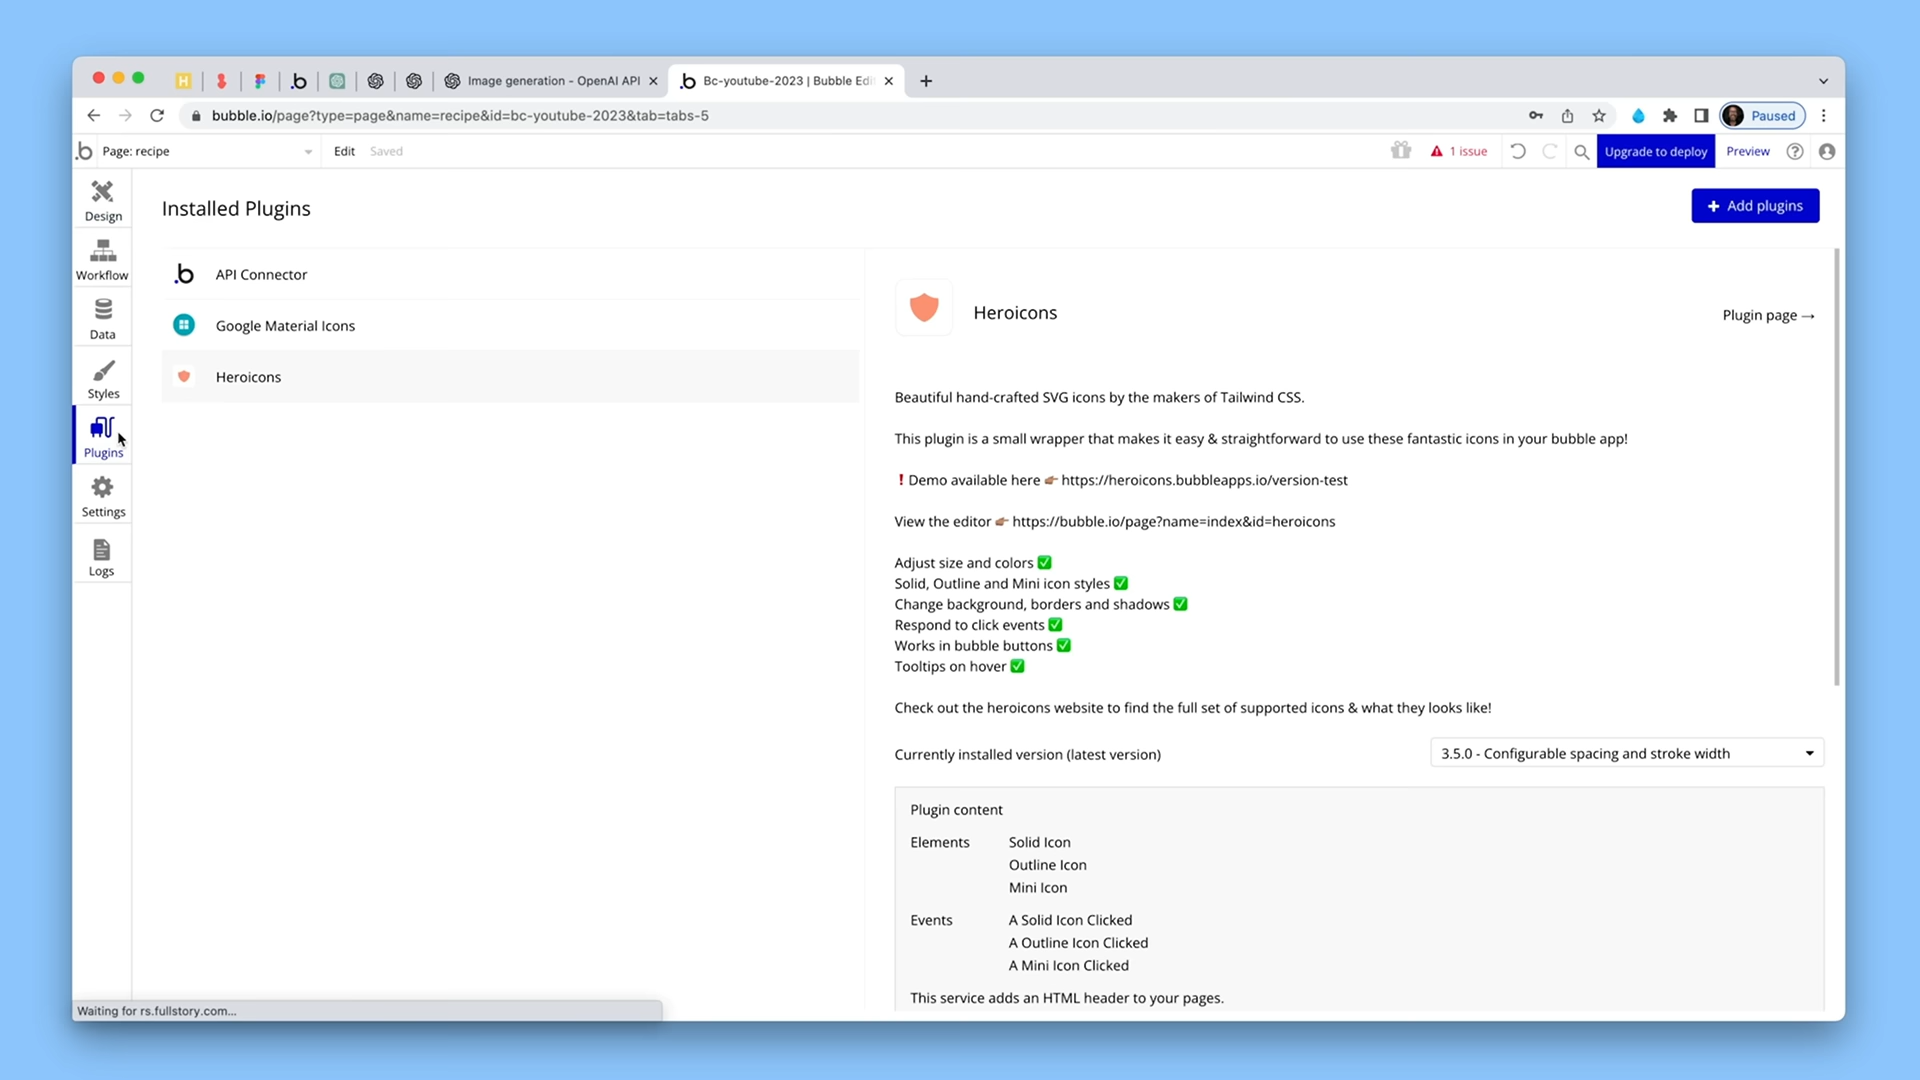 Image generation - OpenAI API
Bc-youtube-2023 | Bubble Edi
bubble.io/page?type=page&name=recipe&id=bc-youtube-2023&tab=tabs-5
Paused
Page: recipe
Edit
Saved
1 issue
Upgrade to deploy
Preview
Design
Workflow
Data
Styles
Plugins
Settings
Logs
Installed Plugins
+ Add plugins
API Connector
Google Material Icons
Heroicons
Heroicons
Plugin page →
Beautiful hand-crafted SVG icons by the makers of Tailwind CSS.
This plugin is a small wrapper that makes it easy & straightforward to use these fantastic icons in your bubble app!
❗ Demo available here 👉🏽 https://heroicons.bubbleapps.io/version-test
View the editor 👉🏽 https://bubble.io/page?name=index&id=heroicons
Adjust size and colors ✅
Solid, Outline and Mini icon styles ✅
Change background, borders and shadows ✅
Respond to click events ✅
Works in bubble buttons ✅
Tooltips on hover ✅
Check out the heroicons website to find the full set of supported icons & what they looks like!
Currently installed version (latest version)
3.5.0 - Configurable spacing and stroke width
Plugin content
Elements
Solid Icon
Outline Icon
Mini Icon
Events
A Solid Icon Clicked
A Outline Icon Clicked
A Mini Icon Clicked
This service adds an HTML header to your pages.
Waiting for rs.fullstory.com...